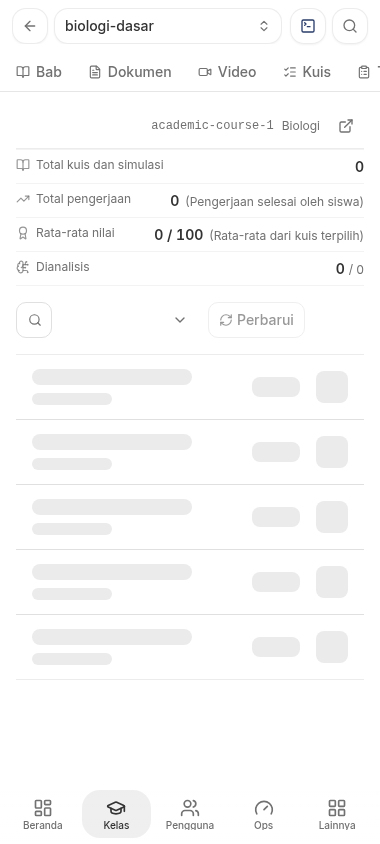 biologi-dasar
Bab Dokumen Video Kuis
academic-course-1 Biologi
Total kuis dan simulasi 0
Total pengerjaan 0 (Pengerjaan selesai oleh siswa)
Rata-rata nilai 0 / 100 (Rata-rata dari kuis terpilih)
Dianalisis 0 / 0
Perbarui
Beranda Kelas Pengguna Ops Lainnya